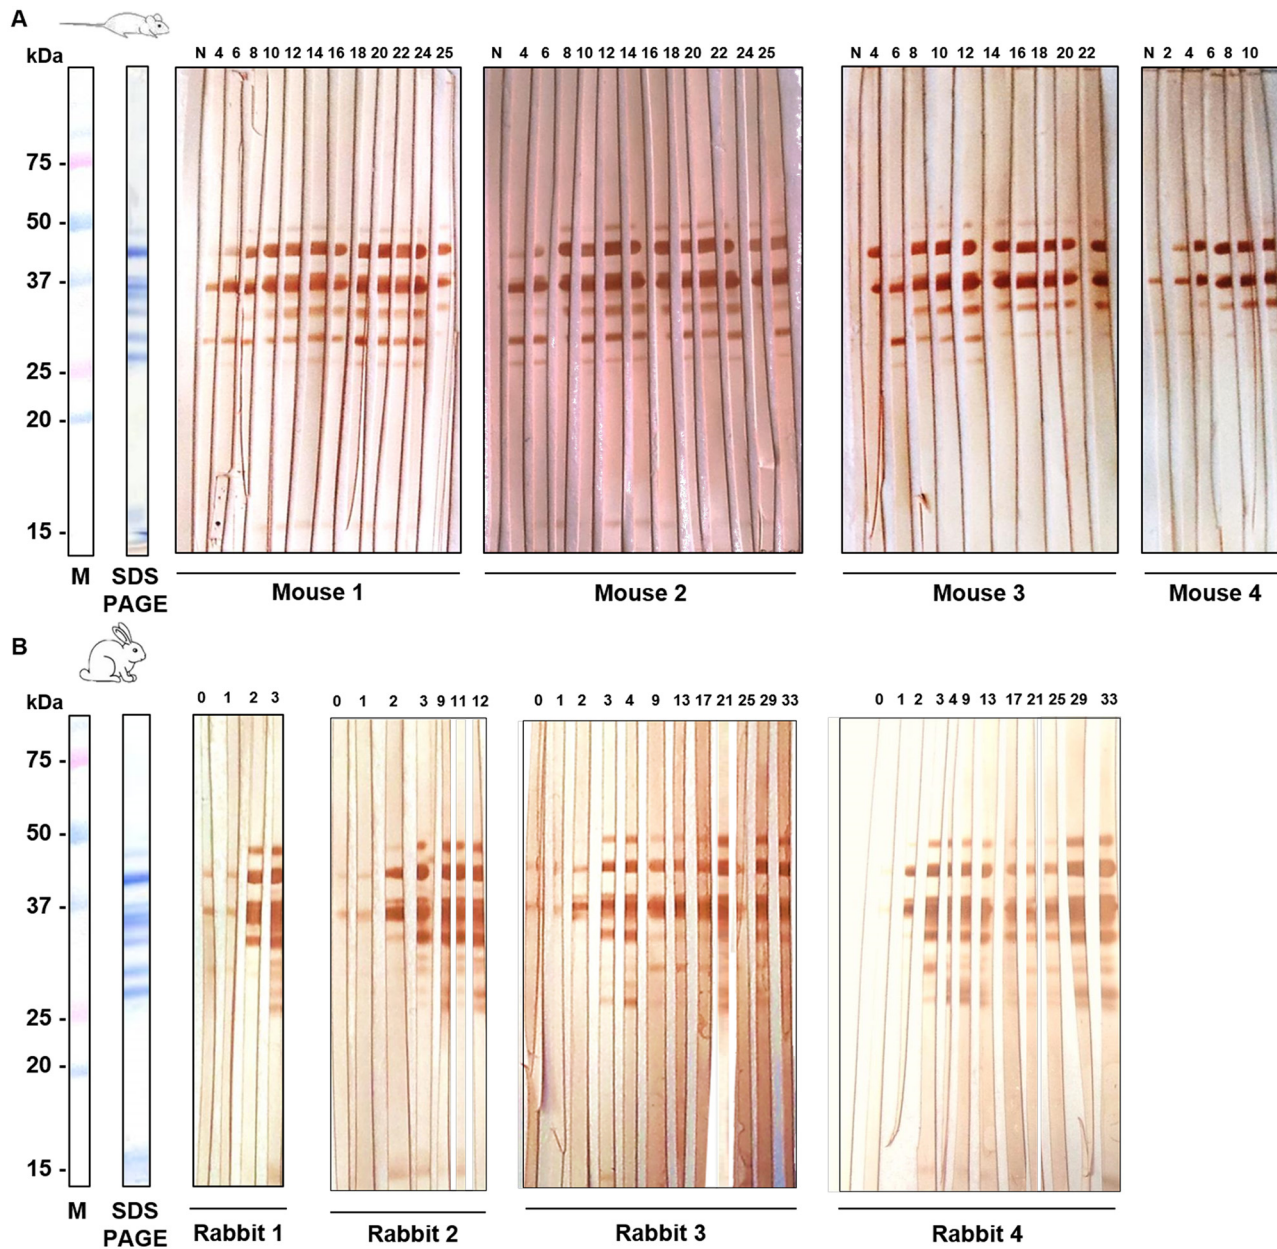 A
kDa
N 4 6 8 10 12 14 16 18 20 22 24 25
N 4 6 8 10 12 14 16 18 20 22 24 25
N 4 6 8 10 12 14 16 18 20 22
N 2 4 6 8 10
75 -
50 -
37 -
25 -
20 -
15 -
M
SDS
PAGE
Mouse 1
Mouse 2
Mouse 3
Mouse 4
B
kDa
0 1 2 3
0 1 2 3 9 11 12
0 1 2 3 4 9 13 17 21 25 29 33
0 1 2 3 4 9 13 17 21 25 29 33
75 -
50 -
37 -
25 -
20 -
15 -
M
SDS
PAGE
Rabbit 1
Rabbit 2
Rabbit 3
Rabbit 4